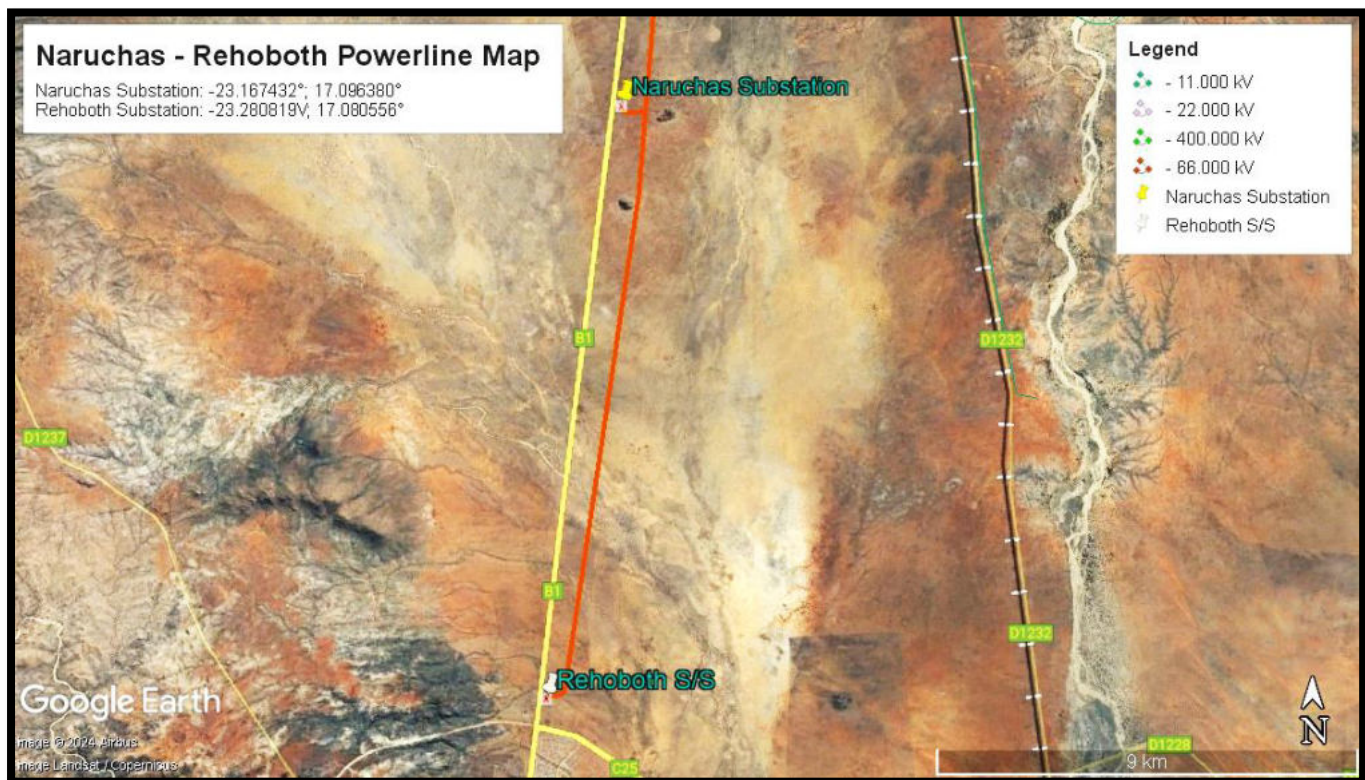 Naruchas - Rehoboth Powerline Map
Naruchas Substation: -23.167432°; 17.096380°
Rehoboth Substation: -23.280819V; 17.080556°
Legend
- 11.000 kV
- 22.000 kV
- 400.000 kV
- 66.000 kV
Naruchas Substation
Rehoboth S/S
Naruchas Substation
B1
D1232
D1237
B1
D1232
Rehoboth S/S
Google Earth
Image © 2024 Airbus
Image Landsat / Copernicus
C25
D1228
9 km
N